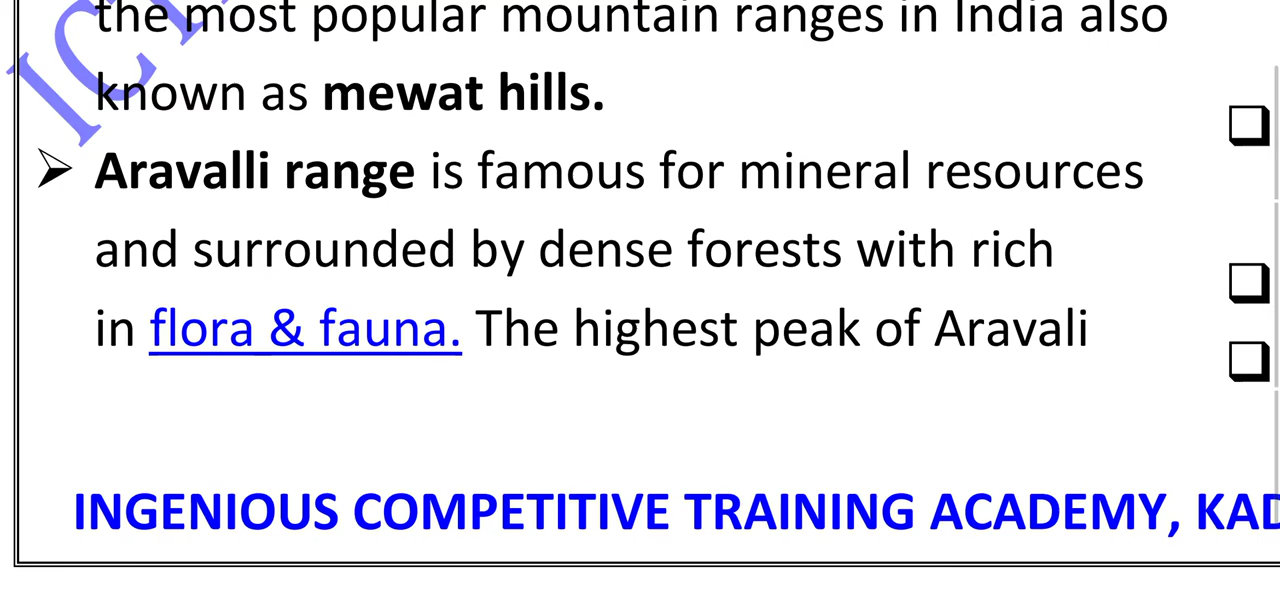 the most popular mountain ranges in India also
known as mewat hills.
➢ Aravalli range is famous for mineral resources
and surrounded by dense forests with rich
in flora & fauna. The highest peak of Aravali
INGENIOUS COMPETITIVE TRAINING ACADEMY,